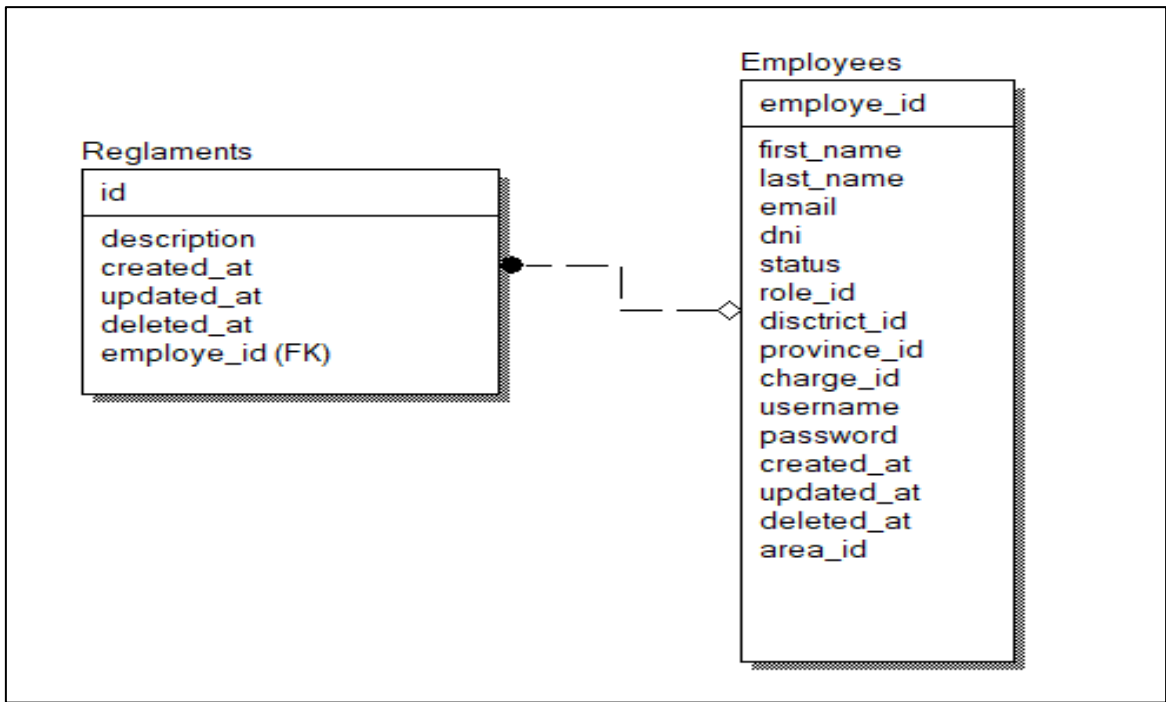 Reglaments
id
description
created_at
updated_at
deleted_at
employe_id (FK)
Employees
employe_id
first_name
last_name
email
dni
status
role_id
disctrict_id
province_id
charge_id
username
password
created_at
updated_at
deleted_at
area_id